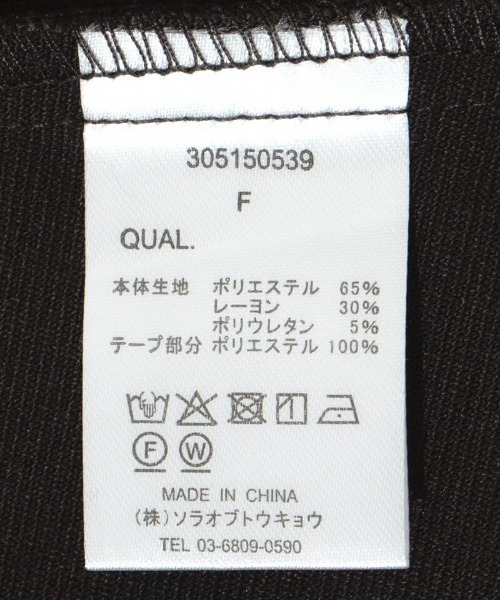 305150539
F
QUAL.
本体生地 ポリエステル 65%
レーヨン 30%
ポリウレタン 5%
テープ部分 ポリエステル 100%
F W
MADE IN CHINA
(株)ソラオブトウキョウ
TEL 03-6809-0590